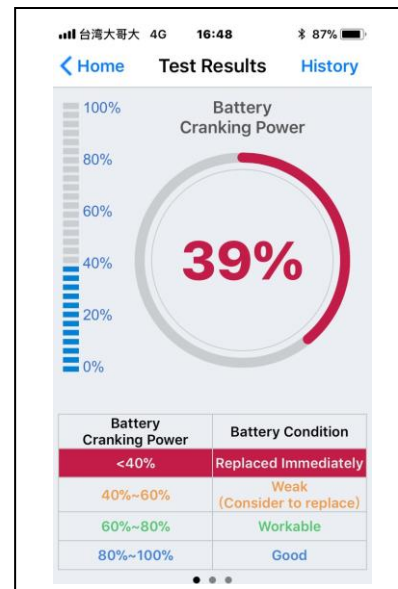 台湾大哥大 4G 16:48 87%
Home Test Results History
Battery
Cranking Power
100%
80%
60%
40%
20%
0%
39%
Battery
Cranking Power
Battery Condition
<40% Replaced Immediately
40%~60% Weak
(Consider to replace)
60%~80% Workable
80%~100% Good